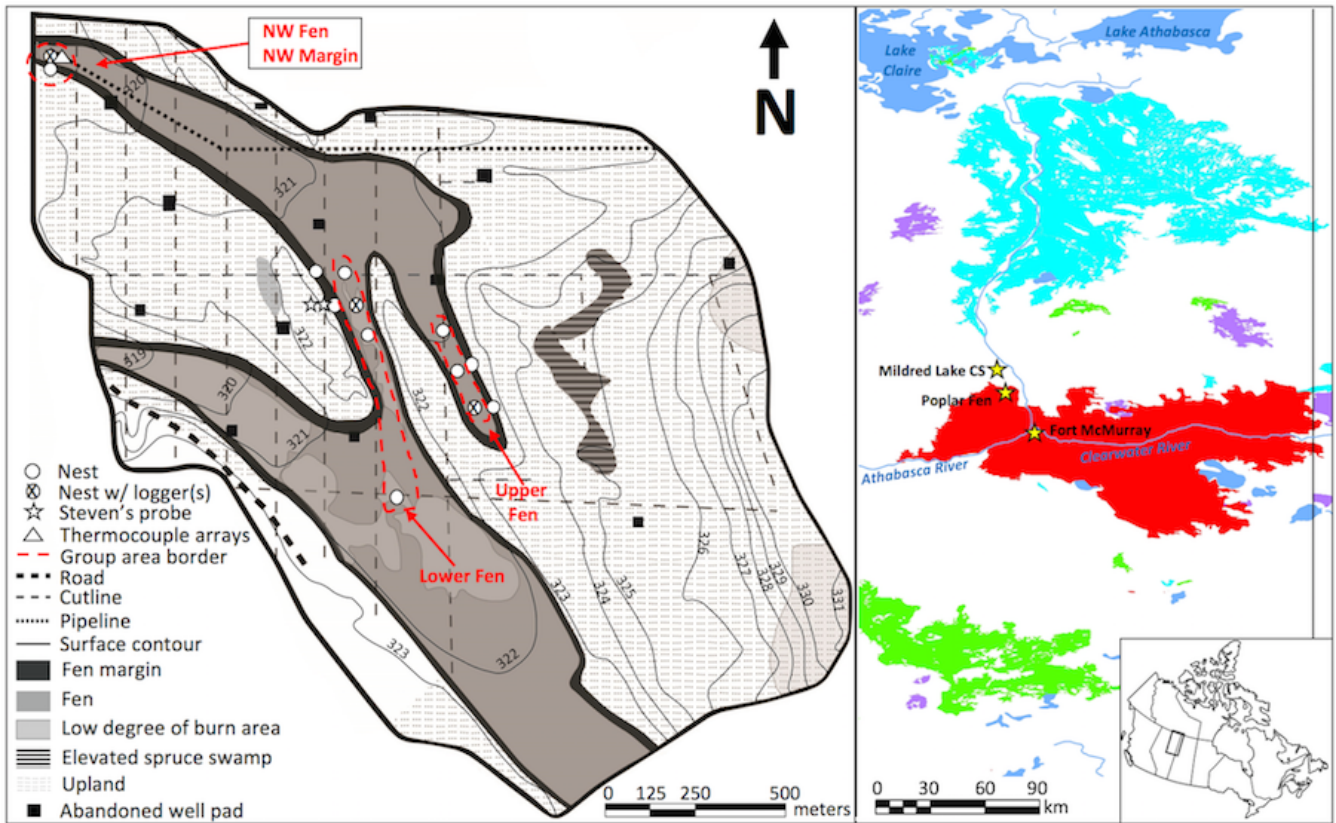 NW Fen
NW Margin
N
320
321
322
319
320
321
322
323
322
323
324
325
326
327
328
329
330
331
Upper
Fen
Lower Fen
Nest
Nest w/ logger(s)
Steven's probe
Thermocouple arrays
Group area border
Road
Cutline
Pipeline
Surface contour
Fen margin
Fen
Low degree of burn area
Elevated spruce swamp
Upland
Abandoned well pad
0 125 250 500
meters
Lake Athabasca
Lake
Claire
Mildred Lake CS
Poplar Fen
Fort McMurray
Clearwater River
Athabasca River
0 30 60 90
km